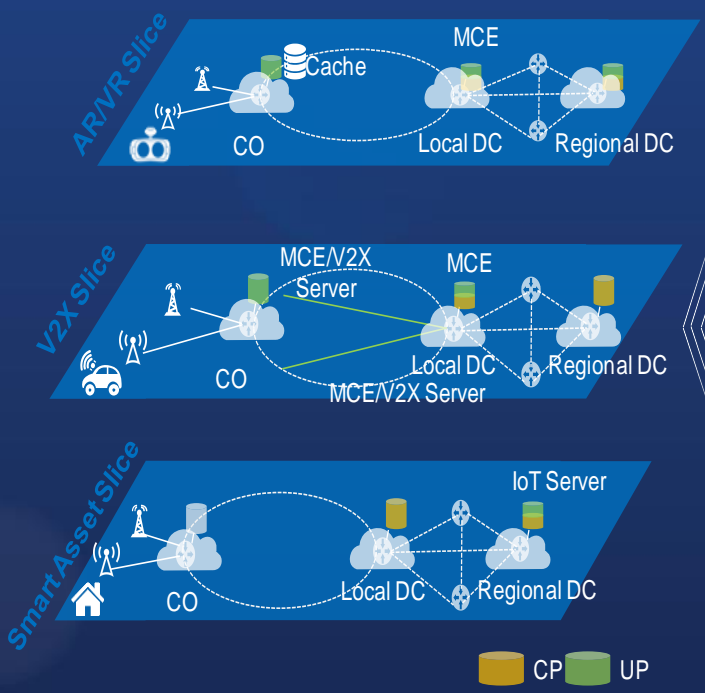 AR/VR Slice
MCE
Cache
CO
Local DC
Regional DC
V2X Slice
MCE/V2X
Server
MCE
CO
Local DC
Regional DC
MCE/V2X Server
Smart Asset Slice
IoT Server
CO
Local DC
Regional DC
CP
UP